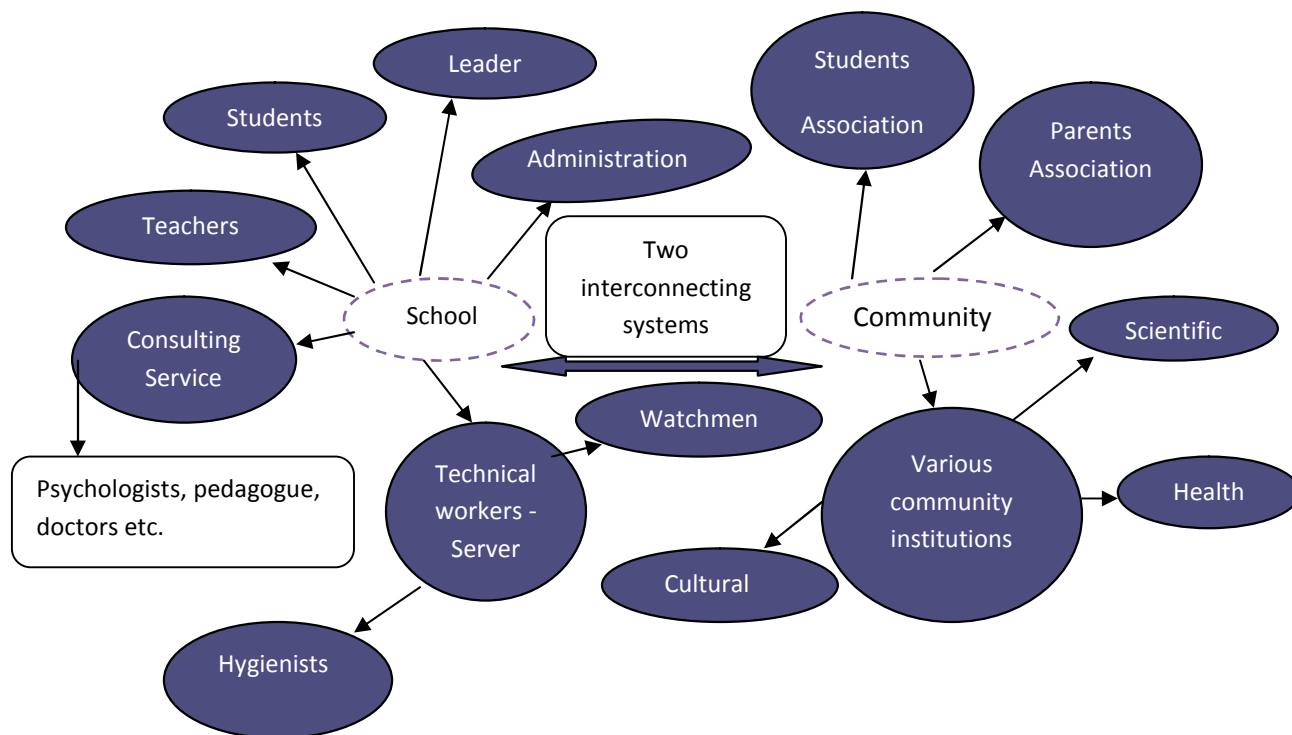 Leader
Students
Administration
Teachers
Students
Association
Parents
Association
Two
interconnecting
systems
School
Community
Consulting
Service
Scientific
Watchmen
Technical
workers -
Server
Various
community
institutions
Health
Psychologists, pedagogue,
doctors etc.
Cultural
Hygienists